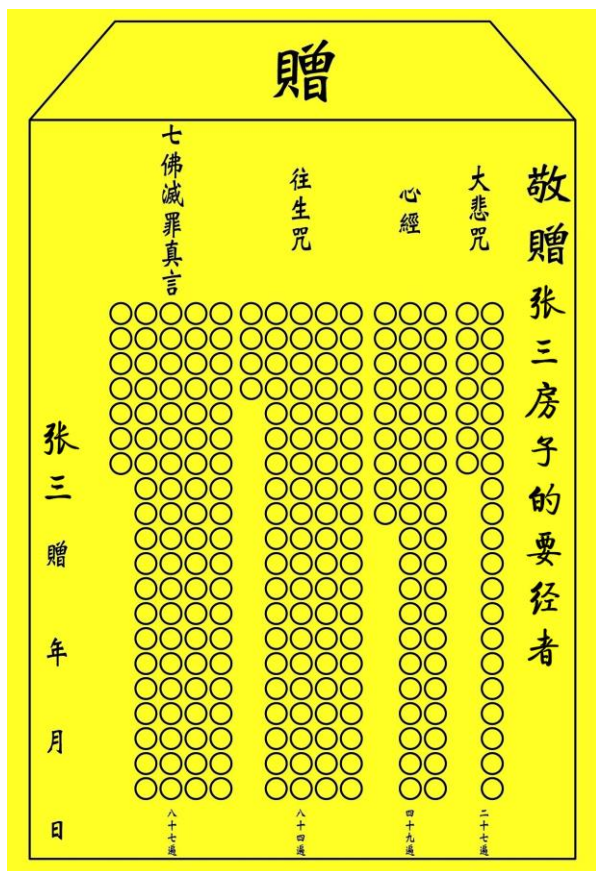 贈
敬贈张三房子的要经者
大悲咒
二十七遍
心經
四十九遍
往生咒
八十四遍
七佛滅罪真言
八十七遍
张三贈 年 月 日